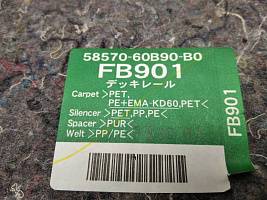 58570-60B90-B0
FB901
デッキレール
Carpet >PET,
PE+EMA-KD60,PET<
Silencer >PET,PP,PE<
Spacer >PUR<
Welt >PP/PE<
FB901